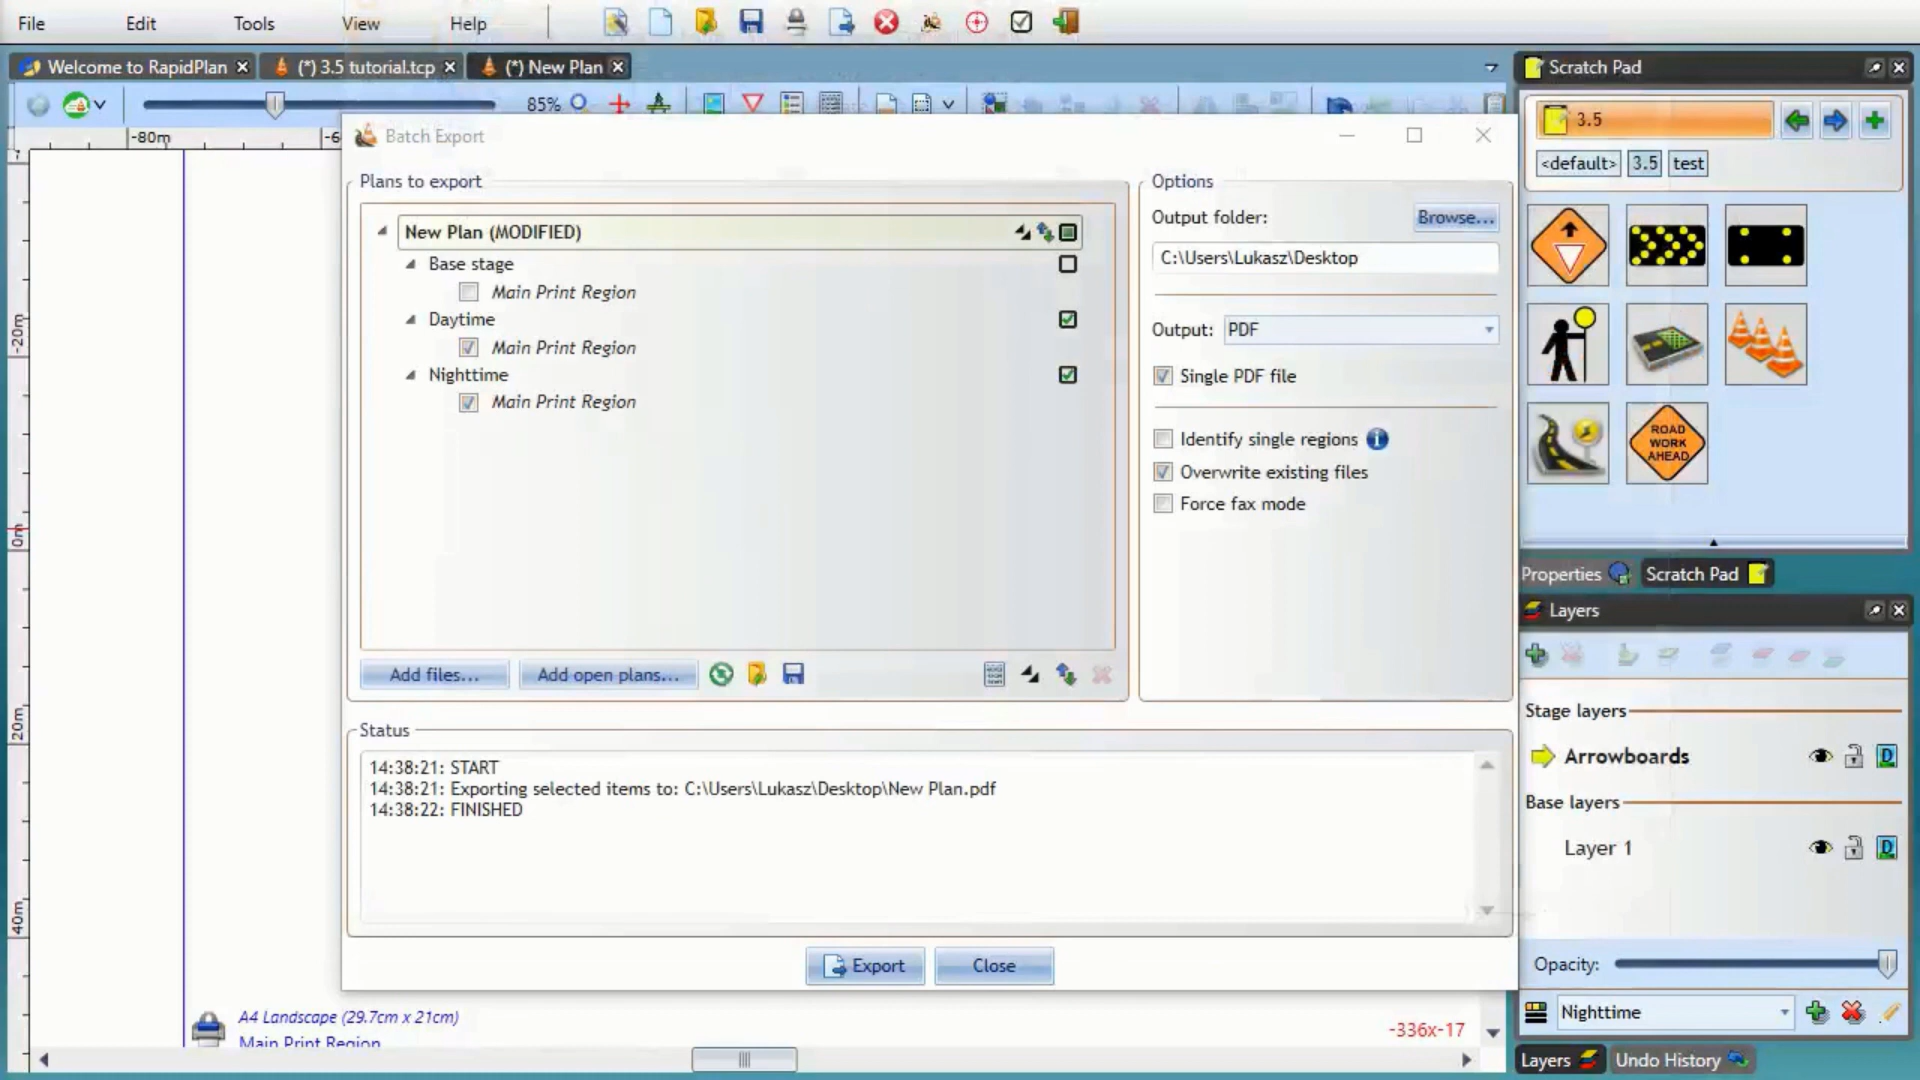 File Edit Tools View Help
Welcome to RapidPlan (*) 3.5 tutorial.tcp (*) New Plan
85%
-80m
Batch Export
Plans to export
New Plan (MODIFIED)
Base stage
Main Print Region
Daytime
Main Print Region
Nighttime
Main Print Region
Add files... Add open plans...
Options
Output folder: Browse...
C:\Users\Lukasz\Desktop
Output: PDF
Single PDF file
Identify single regions
Overwrite existing files
Force fax mode
Status
14:38:21: START
14:38:21: Exporting selected items to: C:\Users\Lukasz\Desktop\New Plan.pdf
14:38:22: FINISHED
Export Close
-20m
0m
20m
40m
A4 Landscape (29.7cm x 21cm)
Main Print Region
-336x-17
Scratch Pad
3.5
<default> 3.5 test
ROAD
WORK
AHEAD
Properties Scratch Pad
Layers
Stage layers
Arrowboards
Base layers
Layer 1
Opacity:
Nighttime
Layers Undo History